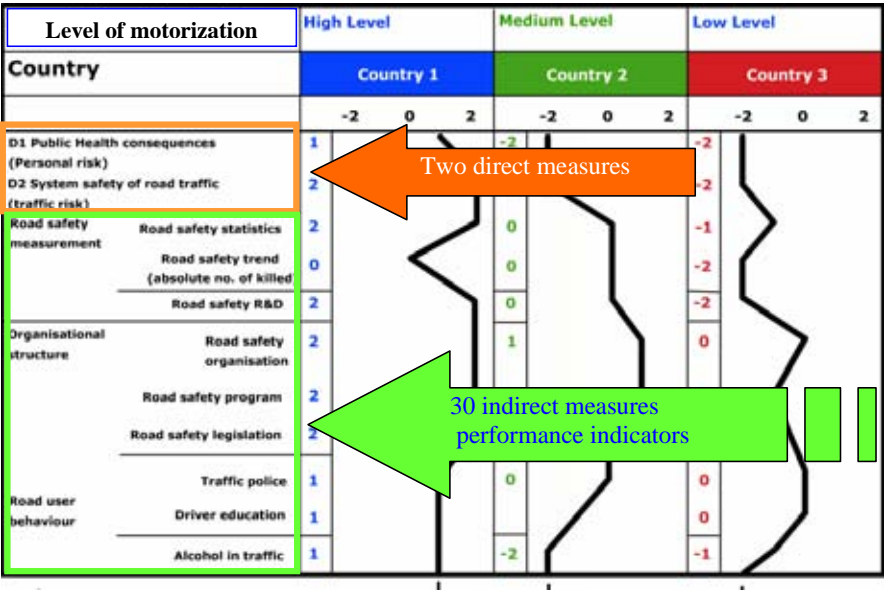 Level of motorization High Level Medium Level Low Level
Country Country 1 Country 2 Country 3
-2 0 2 -2 0 2 -2 0 2
D1 Public Health consequences 1 -2 -2
(Personal risk)
Two direct measures
D2 System safety of road traffic 2 -2
(traffic risk)
Road safety
measurement
Road safety statistics 2 0 -1
Road safety trend
(absolute no. of killed) 0 0 -2
Road safety R&D 2 0 -2
Organisational
structure
Road safety
organisation 2 1 0
Road safety program 2
30 indirect measures
performance indicators
Road safety legislation 2
Traffic police 1 0 0
Road user
behaviour
Driver education 1 0
Alcohol in traffic 1 -2 -1